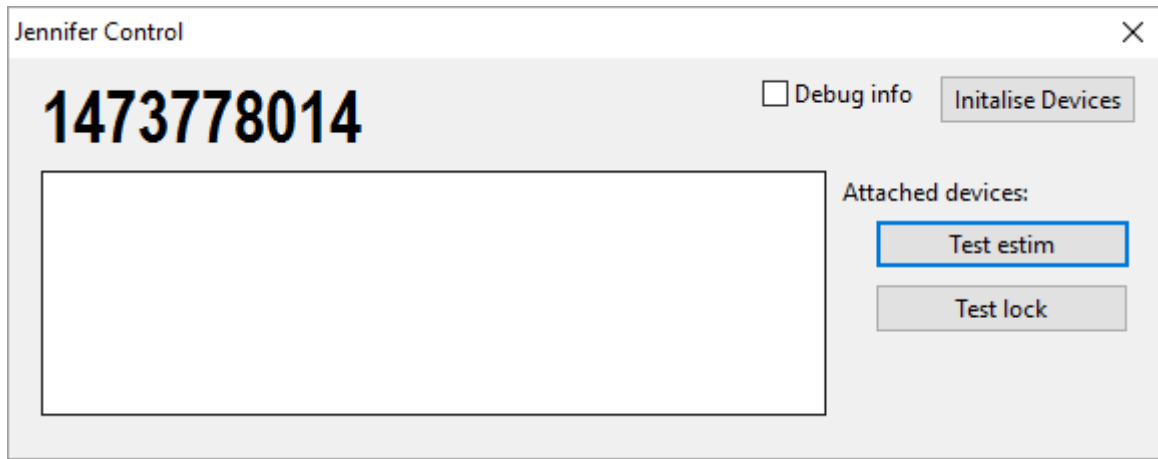 Jennifer Control
1473778014
Debug info
Initalise Devices
Attached devices:
Test estim
Test lock